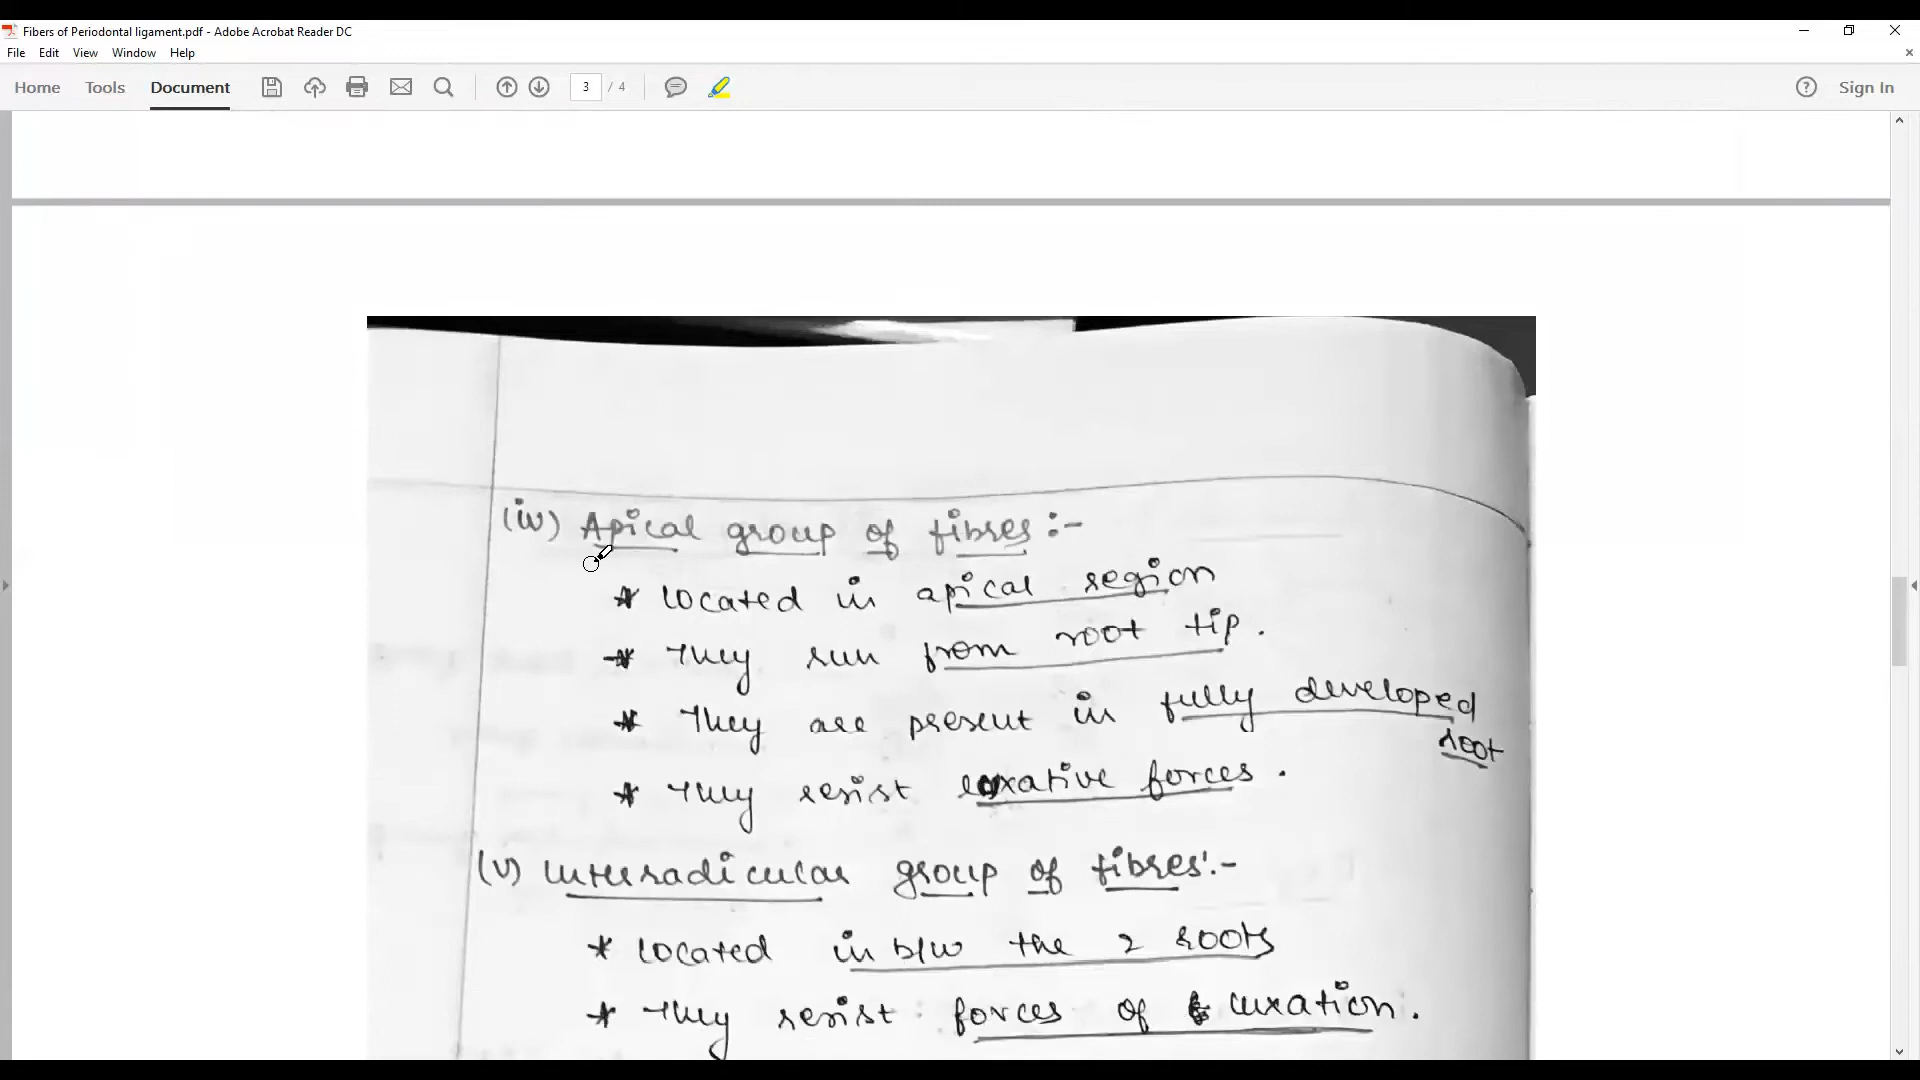 Fibers of Periodontal ligament.pdf - Adobe Acrobat Reader DC
File Edit View Window Help
Home Tools Document 3 / 4 Sign In
(iv) Apical group of fibres :-
* Located in apical region
* They run from root tip.
* They are present in fully developed
root
* They resist luxative forces.
(v) Interradicular group of fibres:-
* Located in b/w the 2 roots
* They resist forces of luxation.